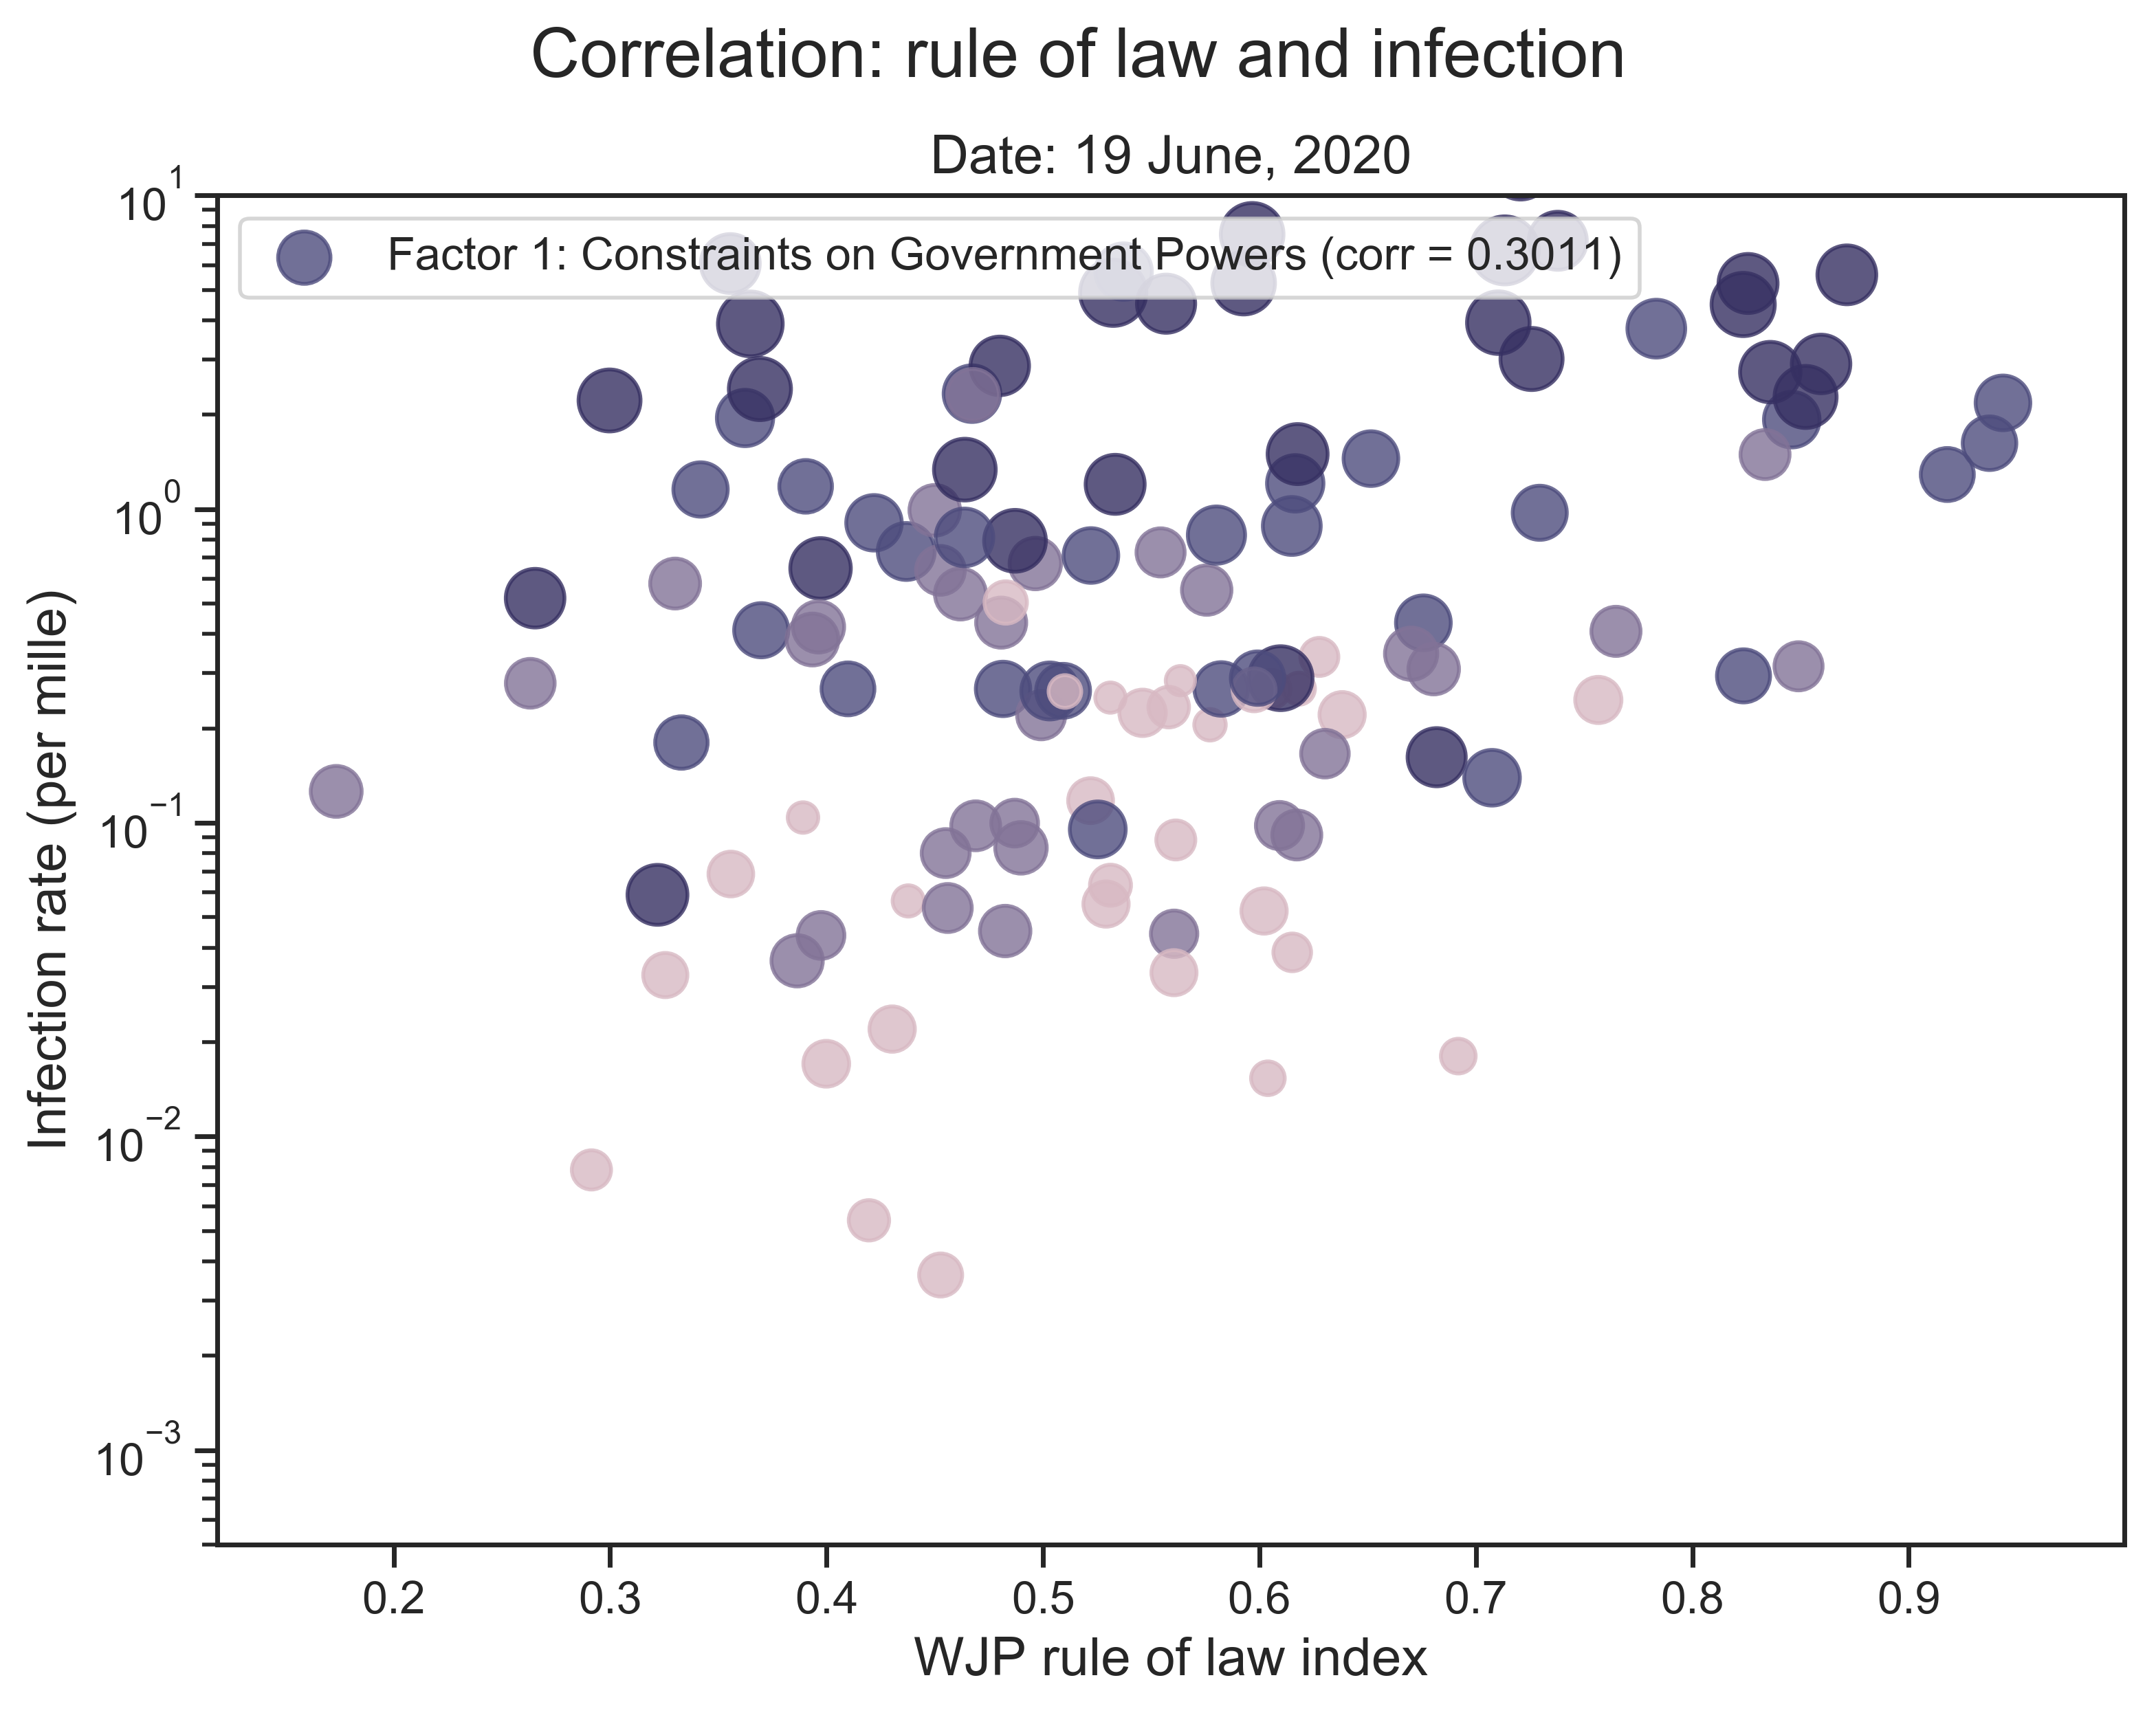 Correlation: rule of law and infection
Date: 19 June, 2020
10^1
Factor 1: Constraints on Government Powers (corr = 0.3011)
10^0
10^−1
10^−2
10^−3
Infection rate (per mille)
0.2 0.3 0.4 0.5 0.6 0.7 0.8 0.9
WJP rule of law index